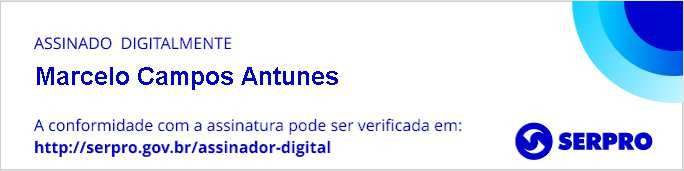 ASSINADO DIGITALMENTE
Marcelo Campos Antunes
A conformidade com a assinatura pode ser verificada em:
http://serpro.gov.br/assinador-digital
SERPRO